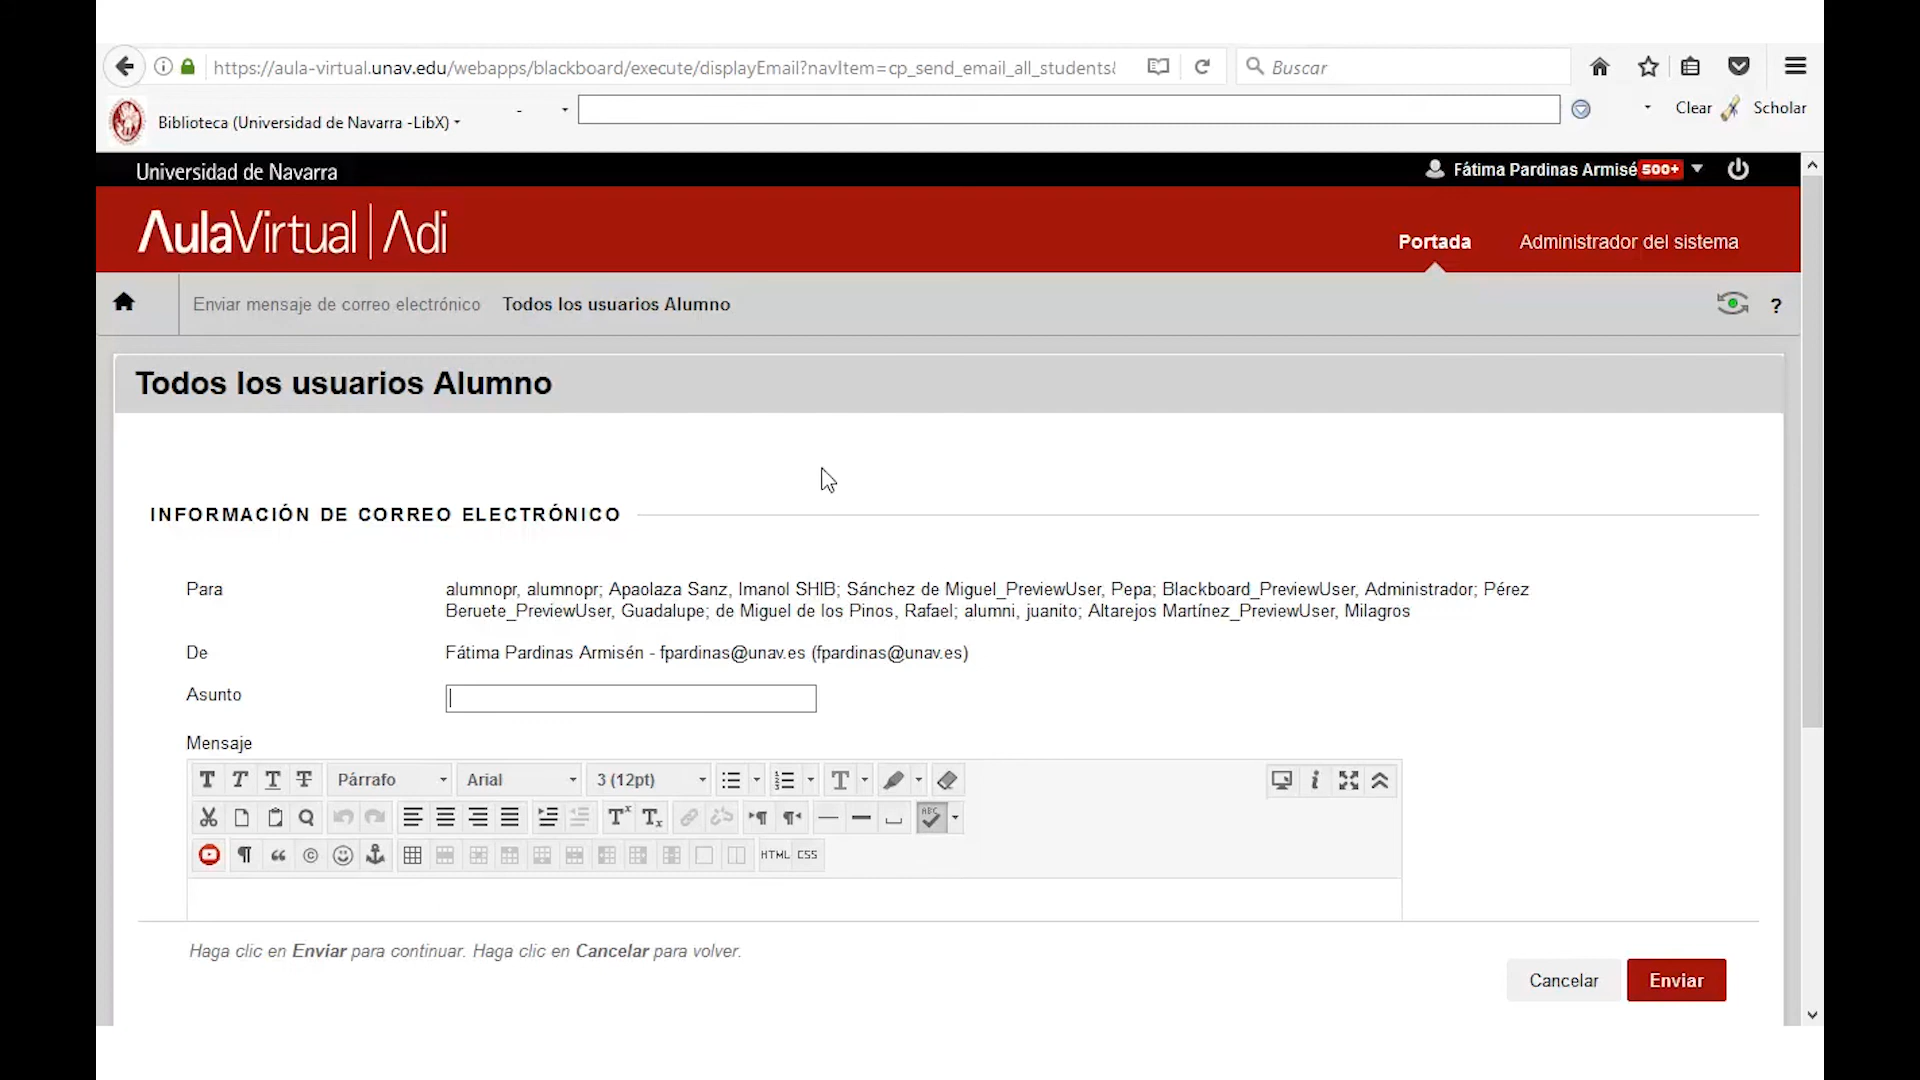 https://aula-virtual.unav.edu/webapps/blackboard/execute/displayEmail?navItem=cp_send_email_all_students&
Buscar
Biblioteca (Universidad de Navarra -LibX)
-
Clear
Scholar
Universidad de Navarra
Fátima Pardinas Armisé
500+
AulaVirtual | Adi
Portada
Administrador del sistema
Enviar mensaje de correo electrónico
Todos los usuarios Alumno
?
Todos los usuarios Alumno
INFORMACIÓN DE CORREO ELECTRÓNICO
Para
alumnopr, alumnopr; Apaolaza Sanz, Imanol SHIB; Sánchez de Miguel_PreviewUser, Pepa; Blackboard_PreviewUser, Administrador; Pérez
Beruete_PreviewUser, Guadalupe; de Miguel de los Pinos, Rafael; alumni, juanito; Altarejos Martínez_PreviewUser, Milagros
De
Fátima Pardinas Armisén - fpardinas@unav.es (fpardinas@unav.es)
Asunto
Mensaje
T T T T Párrafo Arial 3 (12pt) T i
Tx Tx ¶ ¶ ABC
¶ “ © HTML CSS
Haga clic en Enviar para continuar. Haga clic en Cancelar para volver.
Cancelar
Enviar